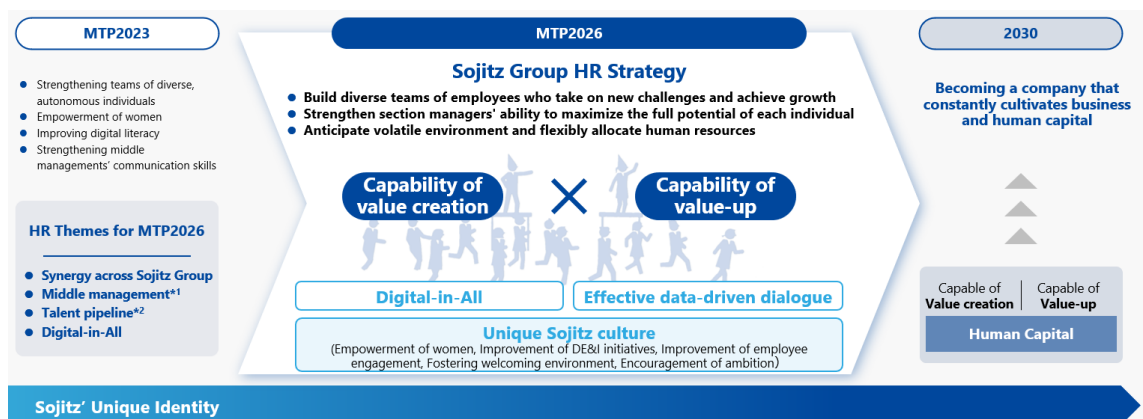 MTP2023
● Strengthening teams of diverse,
autonomous individuals
● Empowerment of women
● Improving digital literacy
● Strengthening middle
managements' communication skills
HR Themes for MTP2026
● Synergy across Sojitz Group
● Middle management*1
● Talent pipeline*2
● Digital-in-All
MTP2026
Sojitz Group HR Strategy
● Build diverse teams of employees who take on new challenges and achieve growth
● Strengthen section managers' ability to maximize the full potential of each individual
● Anticipate volatile environment and flexibly allocate human resources
Capability of
value creation
×
Capability of
value-up
Digital-in-All
Effective data-driven dialogue
Unique Sojitz culture
(Empowerment of women, Improvement of DE&I initiatives, Improvement of employee
engagement, Fostering welcoming environment, Encouragement of ambition)
2030
Becoming a company that
constantly cultivates business
and human capital
Capable of
Value creation
Capable of
Value-up
Human Capital
Sojitz' Unique Identity